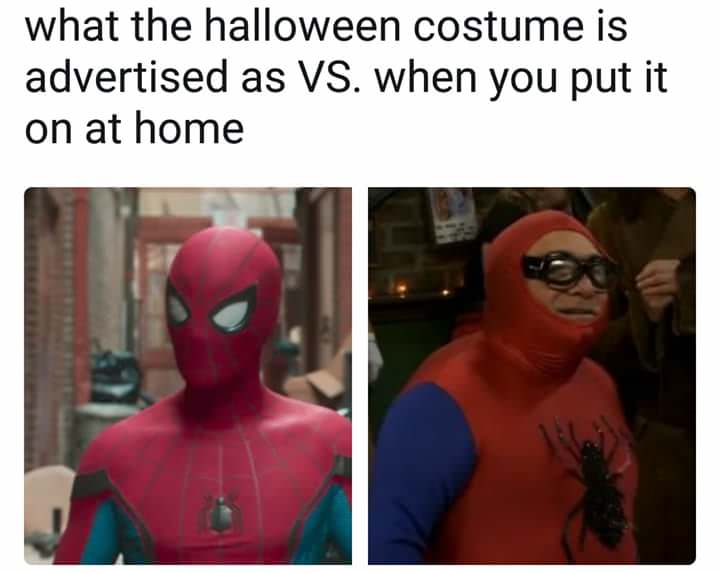 what the halloween costume is
advertised as VS. when you put it
on at home